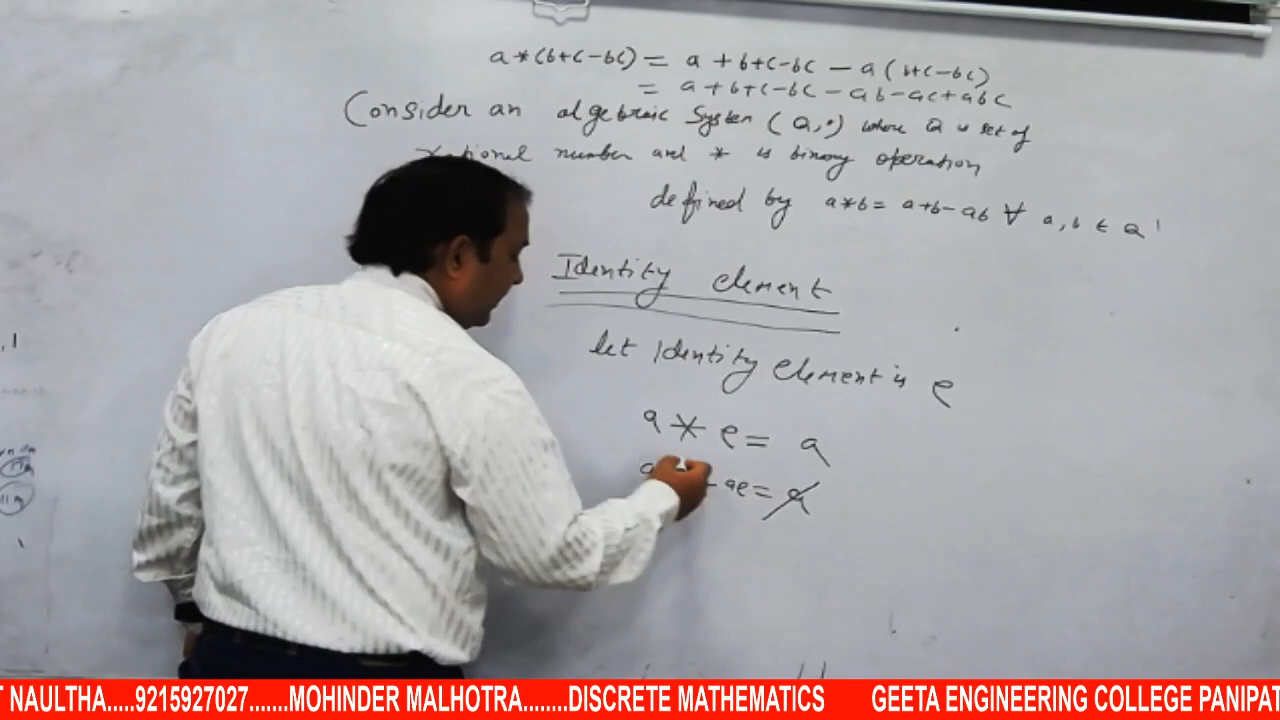 a * (b+c-bc) = a + b+c-bc - a (b+c-bc)
= a+b+c-bc - ab-ac+abc
Consider an algebraic System (Q,*) where Q is set of
rational number and * is binary operation
defined by a*b = a+b-ab ∀ a,b ∈ Q'
Identity element
let Identity element is e
a * e = a
a - ae = a
NAULTHA.....9215927027.......MOHINDER MALHOTRA........DISCRETE MATHEMATICS GEETA ENGINEERING COLLEGE PANIPAT